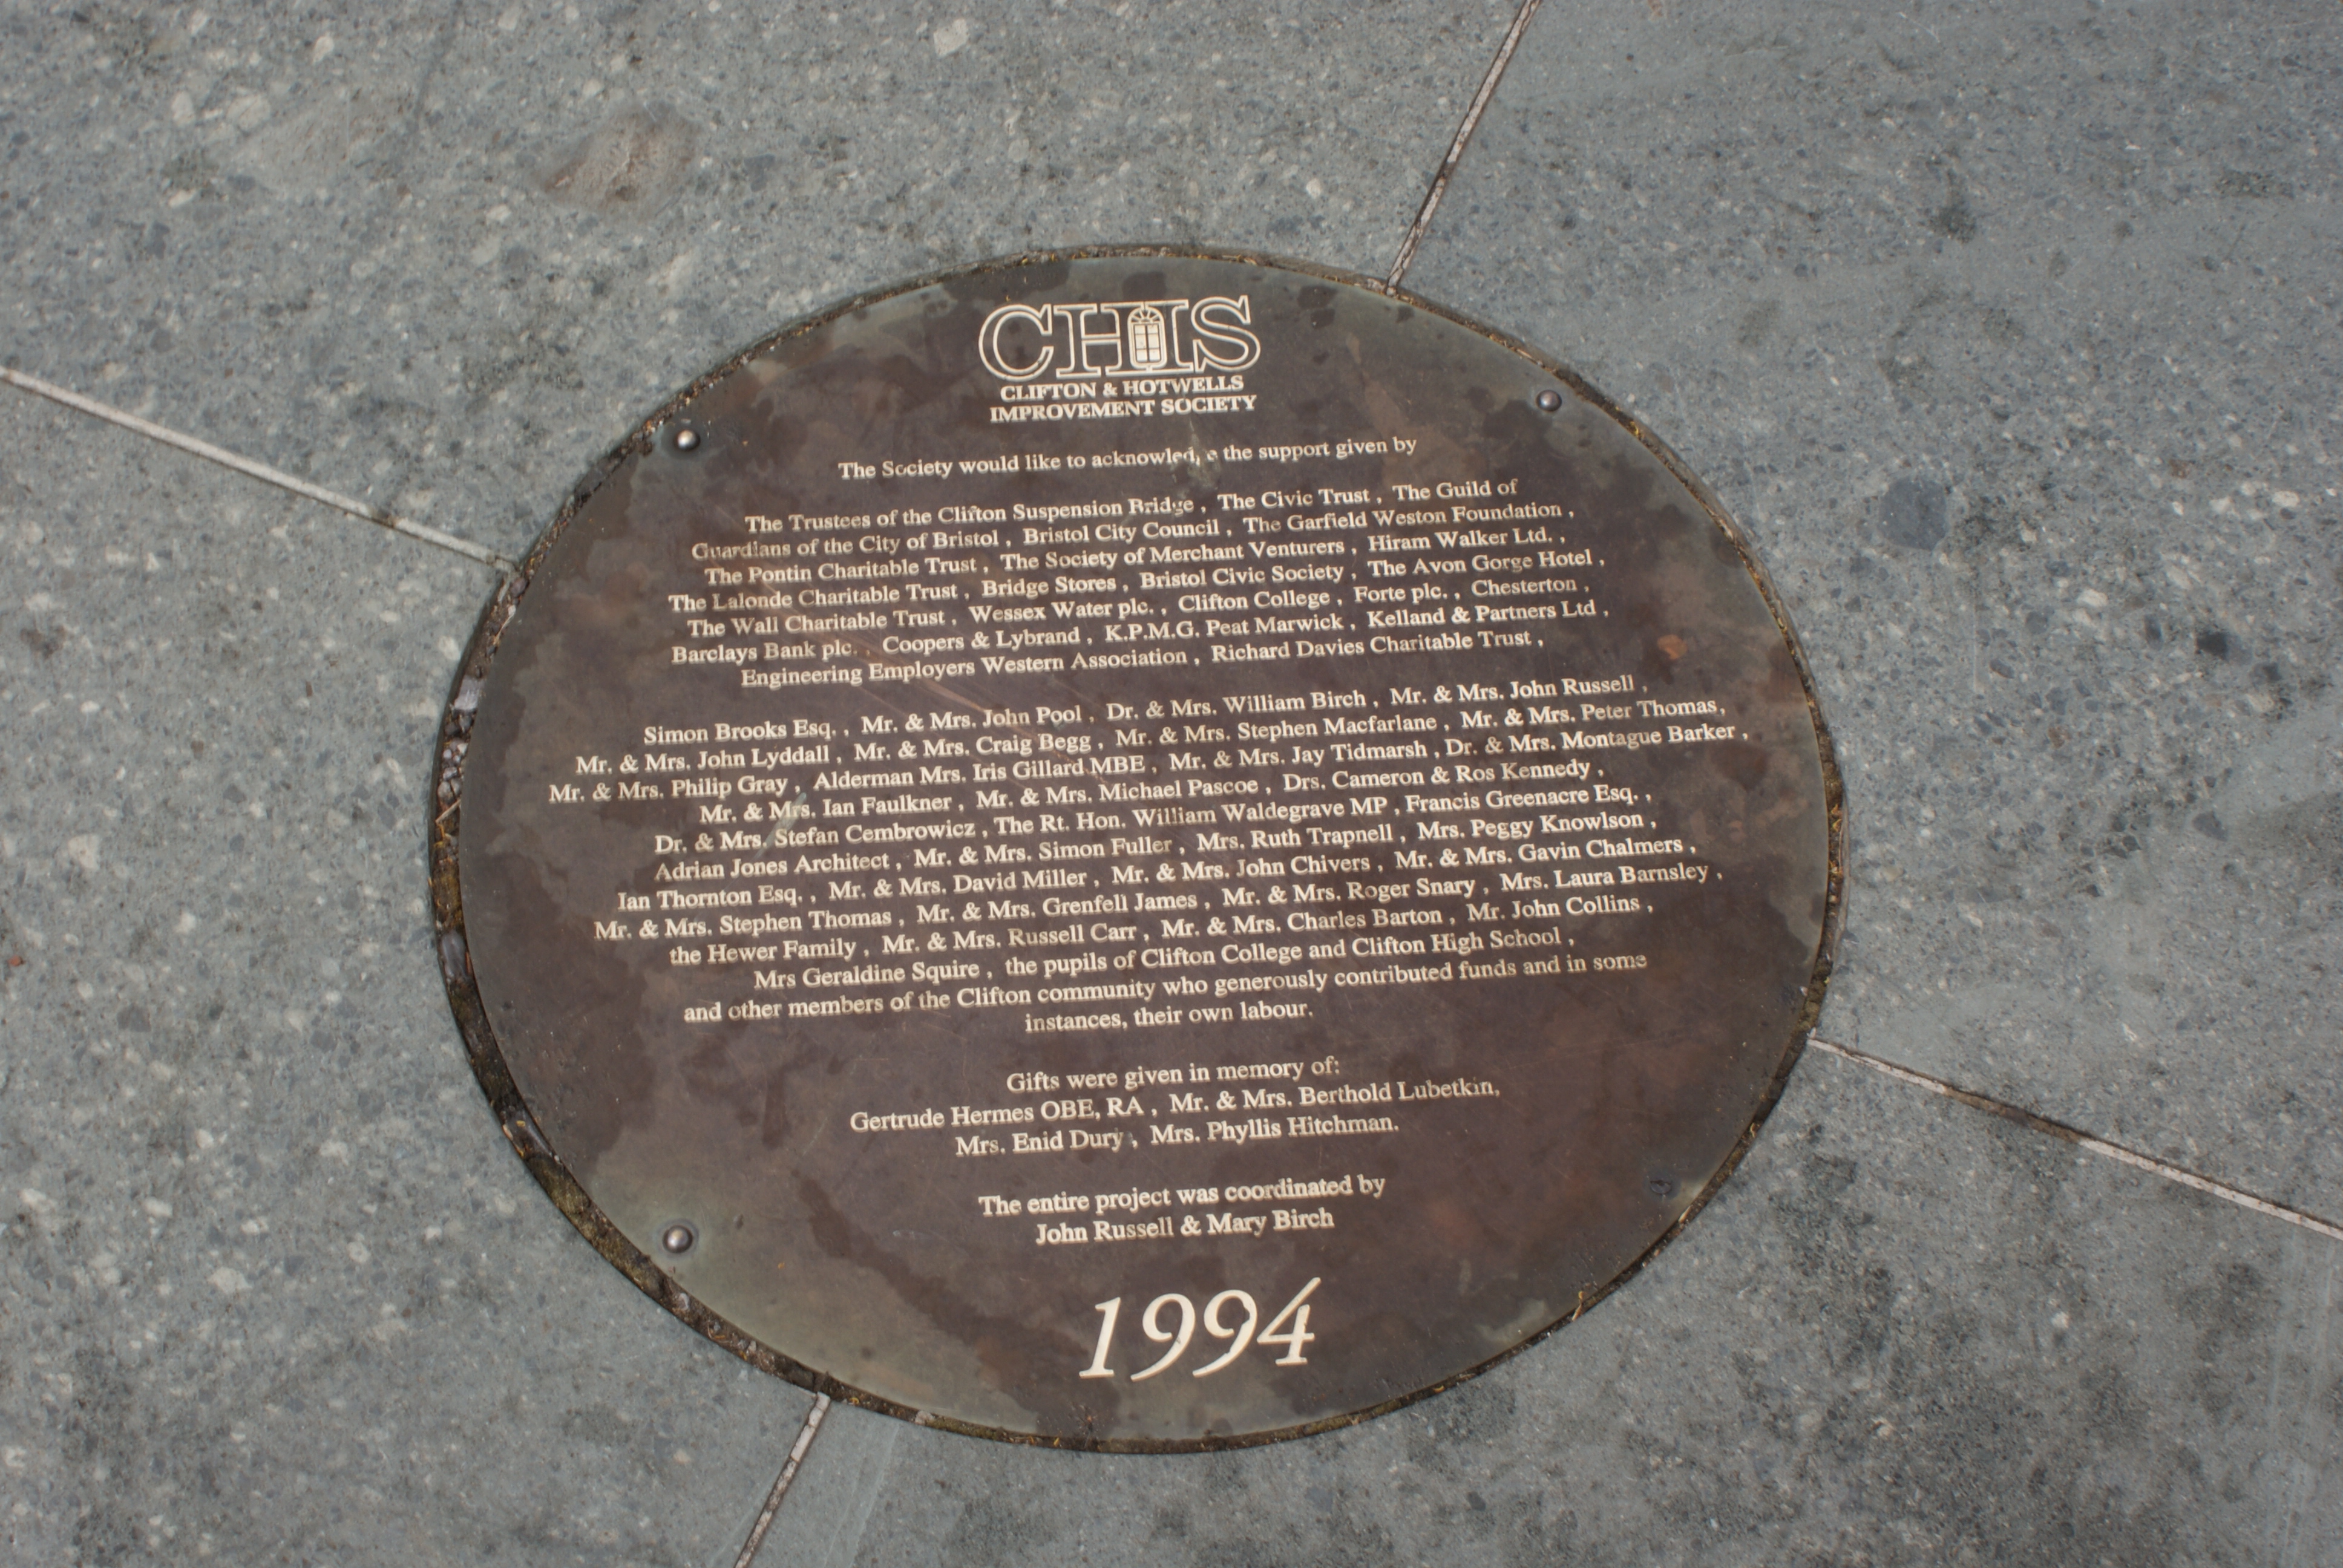 CHIS
CLIFTON & HOTWELLS
IMPROVEMENT SOCIETY
The Society would like to acknowled e the support given by
The Trustees of the Clifton Suspension Bridge , The Civic Trust , The Guild of
Guardians of the City of Bristol , Bristol City Council , The Garfield Weston Foundation ,
The Pontin Charitable Trust , The Society of Merchant Venturers , Hiram Walker Ltd. ,
The Lalonde Charitable Trust , Bridge Stores , Bristol Civic Society , The Avon Gorge Hotel ,
The Wall Charitable Trust , Wessex Water plc. , Clifton College , Forte plc. , Chesterton ,
Barclays Bank plc. , Coopers & Lybrand , K.P.M.G. Peat Marwick , Kelland & Partners Ltd ,
Engineering Employers Western Association , Richard Davies Charitable Trust ,
Simon Brooks Esq. , Mr. & Mrs. John Pool , Dr. & Mrs. William Birch , Mr. & Mrs. John Russell ,
Mr. & Mrs. John Lyddall , Mr. & Mrs. Craig Begg , Mr. & Mrs. Stephen Macfarlane , Mr. & Mrs. Peter Thomas,
Mr. & Mrs. Philip Gray , Alderman Mrs. Iris Gillard MBE , Mr. & Mrs. Jay Tidmarsh , Dr. & Mrs. Montague Barker ,
Mr. & Mrs. Ian Faulkner , Mr. & Mrs. Michael Pascoe , Drs. Cameron & Ros Kennedy ,
Dr. & Mrs. Stefan Cembrowicz , The Rt. Hon. William Waldegrave MP , Francis Greenacre Esq. ,
Adrian Jones Architect , Mr. & Mrs. Simon Fuller , Mrs. Ruth Trapnell , Mrs. Peggy Knowlson ,
Ian Thornton Esq. , Mr. & Mrs. David Miller , Mr. & Mrs. John Chivers , Mr. & Mrs. Gavin Chalmers ,
Mr. & Mrs. Stephen Thomas , Mr. & Mrs. Grenfell James , Mr. & Mrs. Roger Snary , Mrs. Laura Barnsley ,
the Hewer Family , Mr. & Mrs. Russell Carr , Mr. & Mrs. Charles Barton , Mr. John Collins ,
Mrs Geraldine Squire , the pupils of Clifton College and Clifton High School ,
and other members of the Clifton community who generously contributed funds and in some
instances, their own labour.
Gifts were given in memory of:
Gertrude Hermes OBE, RA , Mr. & Mrs. Berthold Lubetkin,
Mrs. Enid Dury , Mrs. Phyllis Hitchman.
The entire project was coordinated by
John Russell & Mary Birch
1994